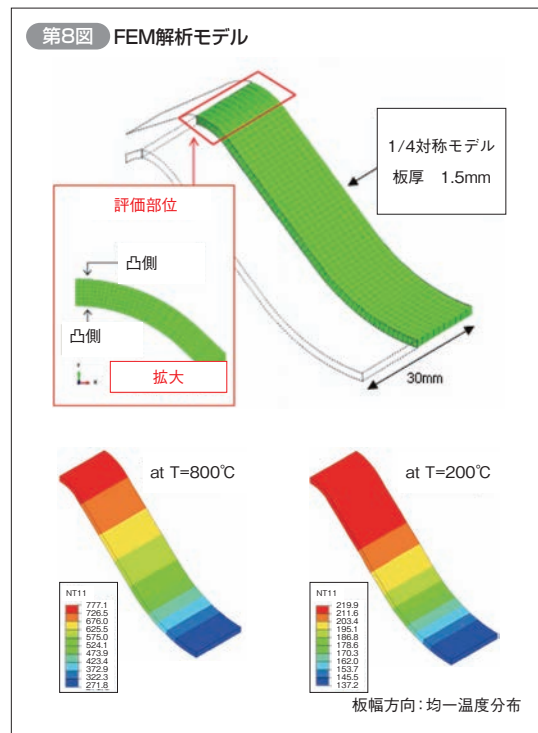 第8図 FEM解析モデル
1/4対称モデル
板厚 1.5mm
評価部位
凸側
凸側
拡大
30mm
at T=800℃
NT11
777.1
726.5
676.0
625.5
575.0
524.1
473.9
423.4
372.9
322.3
271.8
at T=200℃
NT11
219.9
211.6
203.4
195.1
186.8
178.6
170.3
162.0
153.7
145.5
137.2
板幅方向:均一温度分布